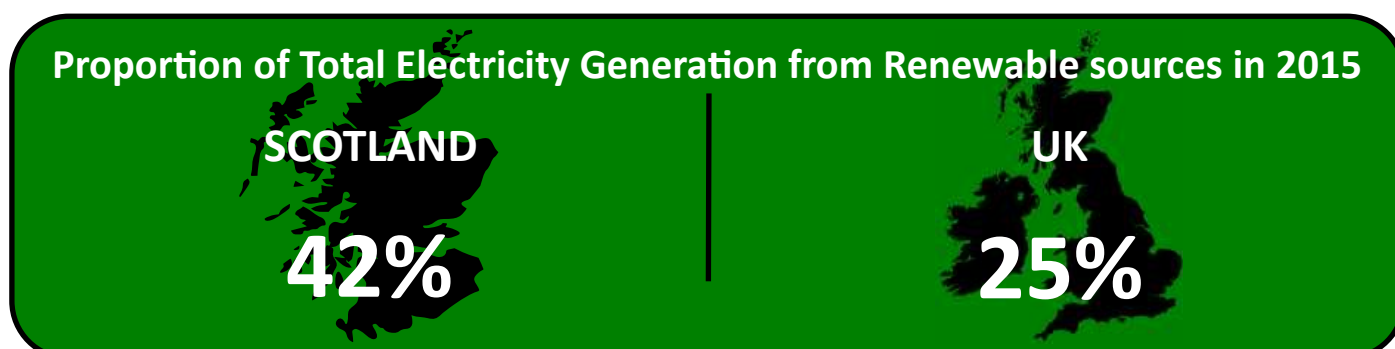 Proportion of Total Electricity Generation from Renewable sources in 2015
SCOTLAND
42%
UK
25%